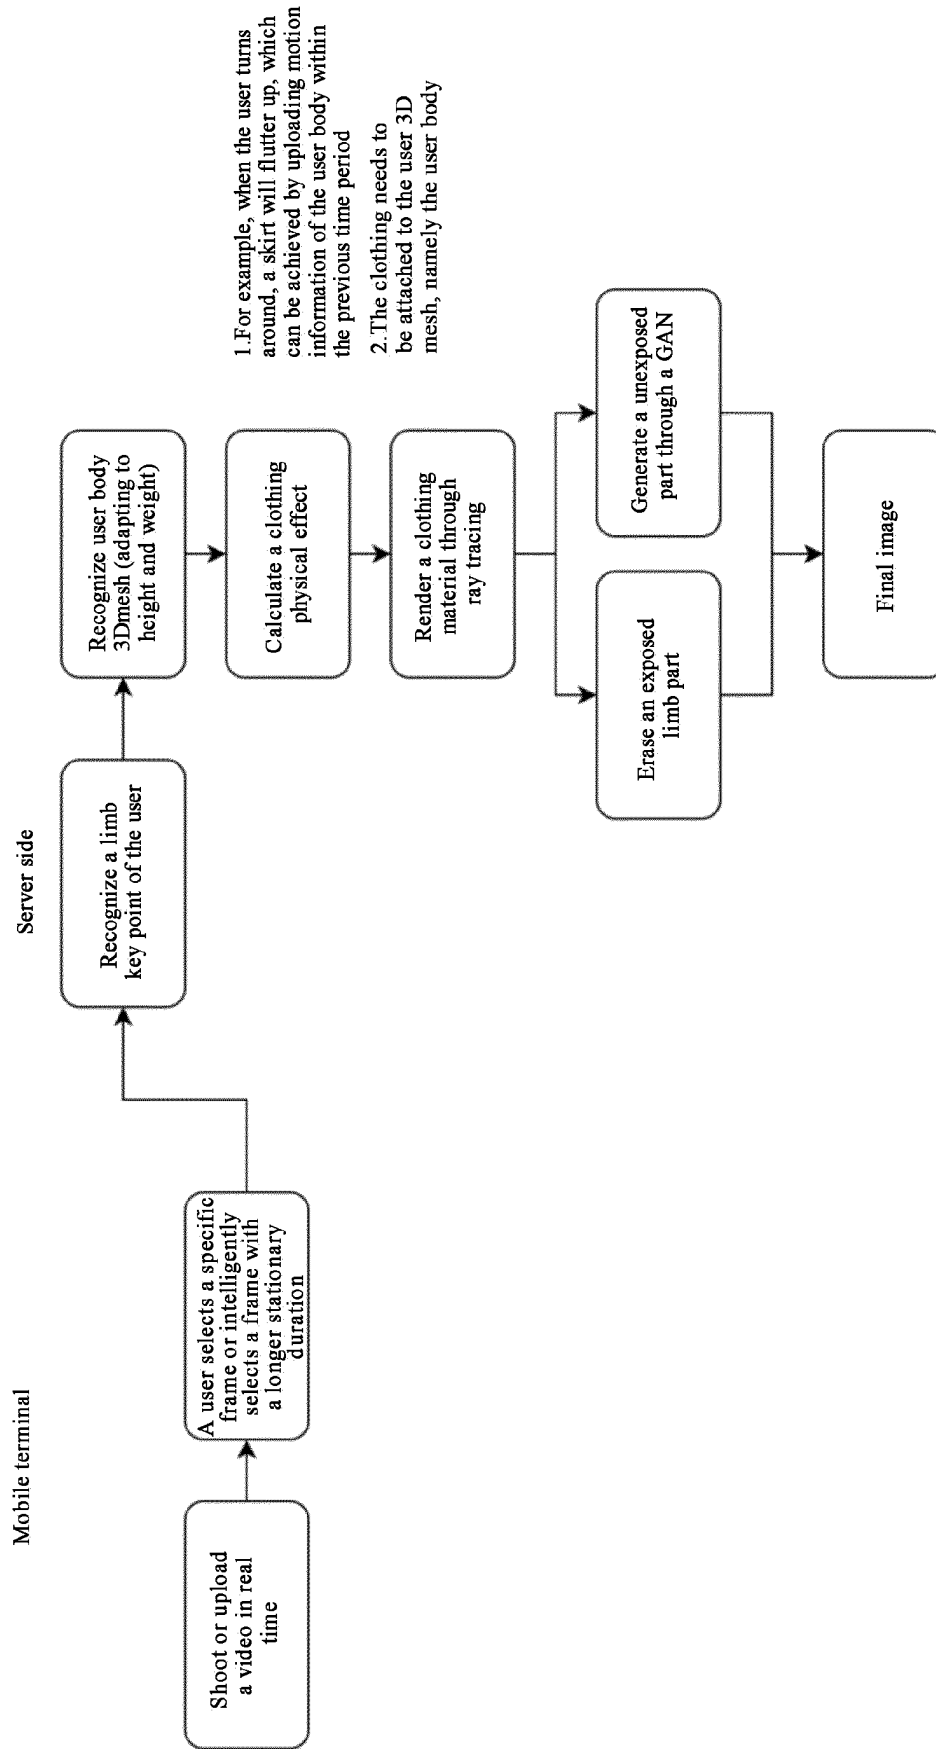 Mobile terminal
Server side
Shoot or upload
a video in real
time
A user selects a specific
frame or intelligently
selects a frame with
a longer stationary
duration
Recognize a limb
key point of the user
Recognize user body
3Dmesh (adapting to
height and weight)
Calculate a clothing
physical effect
1.For example, when the user turns
around, a skirt will flutter up, which
can be achieved by uploading motion
information of the user body within
the previous time period
2.The clothing needs to
be attached to the user 3D
mesh, namely the user body
Render a clothing
material through
ray tracing
Erase an exposed
limb part
Generate a unexposed
part through a GAN
Final image